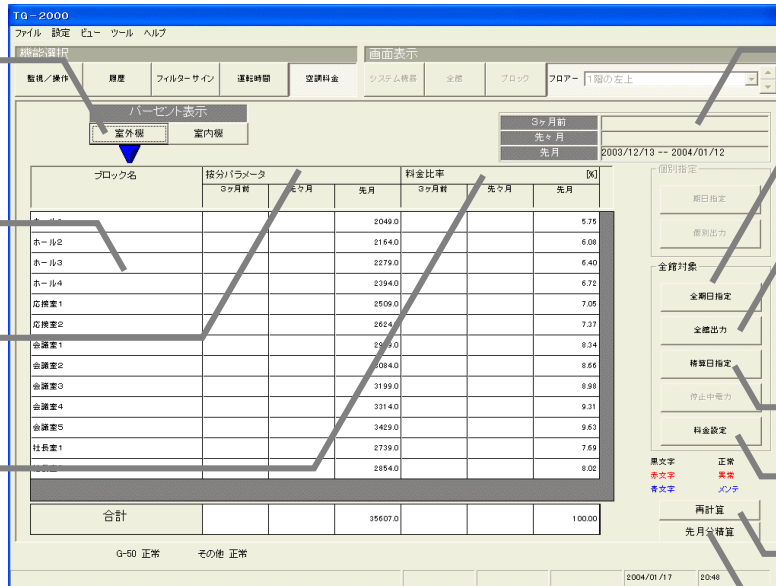 TG-2000
ファイル 設定 ビュー ツール ヘルプ
機能選択 画面表示
監視／操作 履歴 フィルターサイン 運転時間 空調料金 システム機器 全館 ブロック フロアー 1階の左上
パーセント表示
室外機 室内機
3ヶ月前
先々月
先月 2003/12/13 -- 2004/01/12
ブロック名 按分パラメータ 料金比率 [%]
3ヶ月前 先々月 先月 3ヶ月前 先々月 先月
2049.0 5.75
ホール2 2164.0 6.08
ホール3 2279.0 6.40
ホール4 2394.0 6.72
応接室1 2509.0 7.05
応接室2 2624.0 7.37
会議室1 8.34
会議室2 3084.0 8.66
会議室3 3199.0 8.98
会議室4 3314.0 9.31
会議室5 3429.0 9.63
社長室1 2739.0 7.69
2854.0 8.02
合計 35607.0 100.00
個別指定
期日指定
個別出力
全館対象
全期日指定
全館出力
精算日指定
停止中電力
料金設定
黒文字 正常
赤文字 異常
青文字 メンテ
再計算
先月分積算
G-50 正常 その他 正常
2004/01/17 20:48